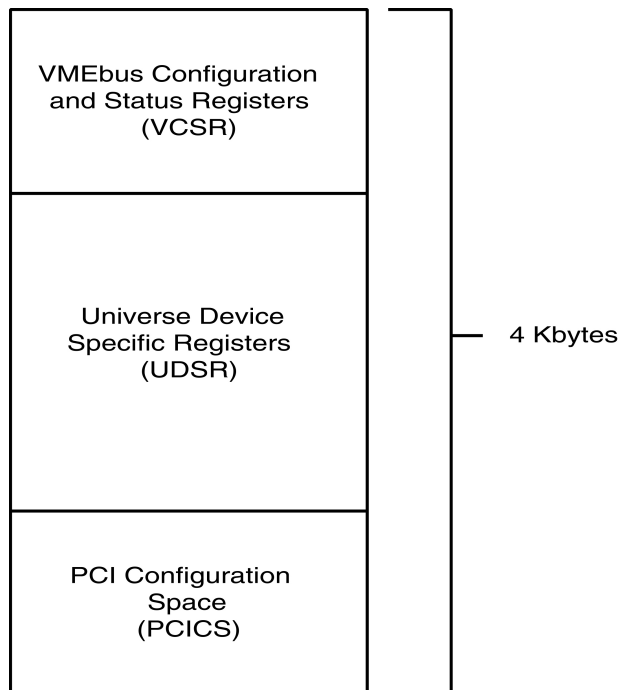 VMEbus Configuration
and Status Registers
(VCSR)
Universe Device
Specific Registers
(UDSR)
4 Kbytes
PCI Configuration
Space
(PCICS)